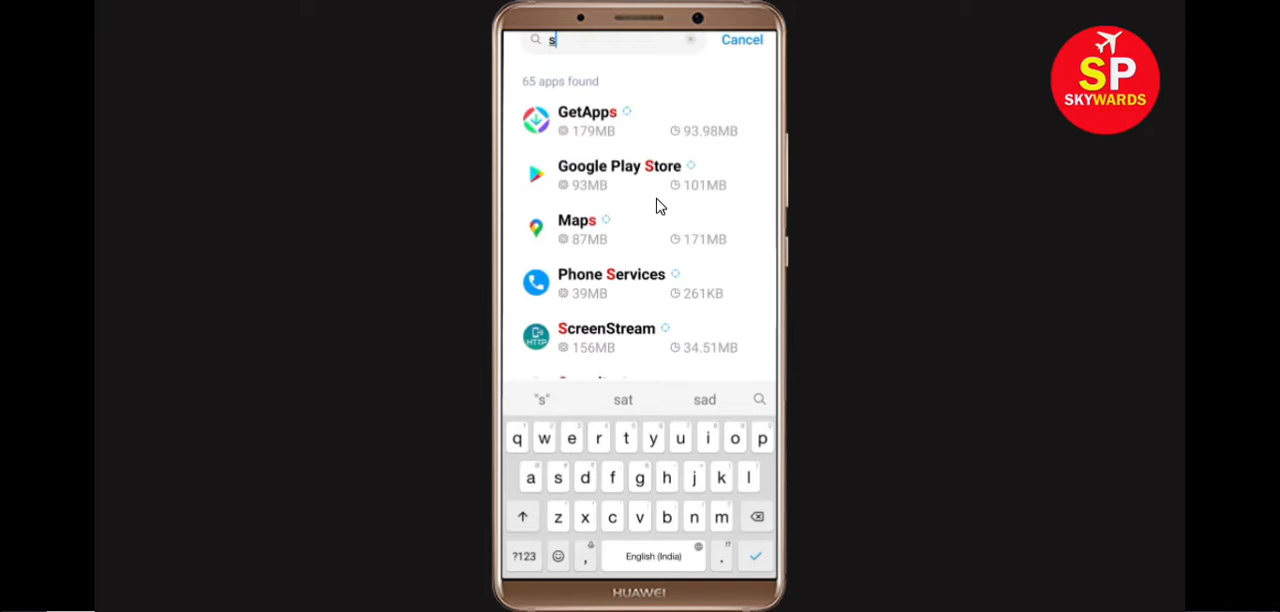 s
Cancel
SP
SKYWARDS
65 apps found
GetApps
179MB 93.98MB
Google Play Store
93MB 101MB
Maps
87MB 171MB
Phone Services
39MB 261KB
ScreenStream
HTTP
156MB 34.51MB
"s" sat sad
q w e r t y u i o p
a s d f g h j k l
z x c v b n m
?123 , English (India) .
HUAWEI